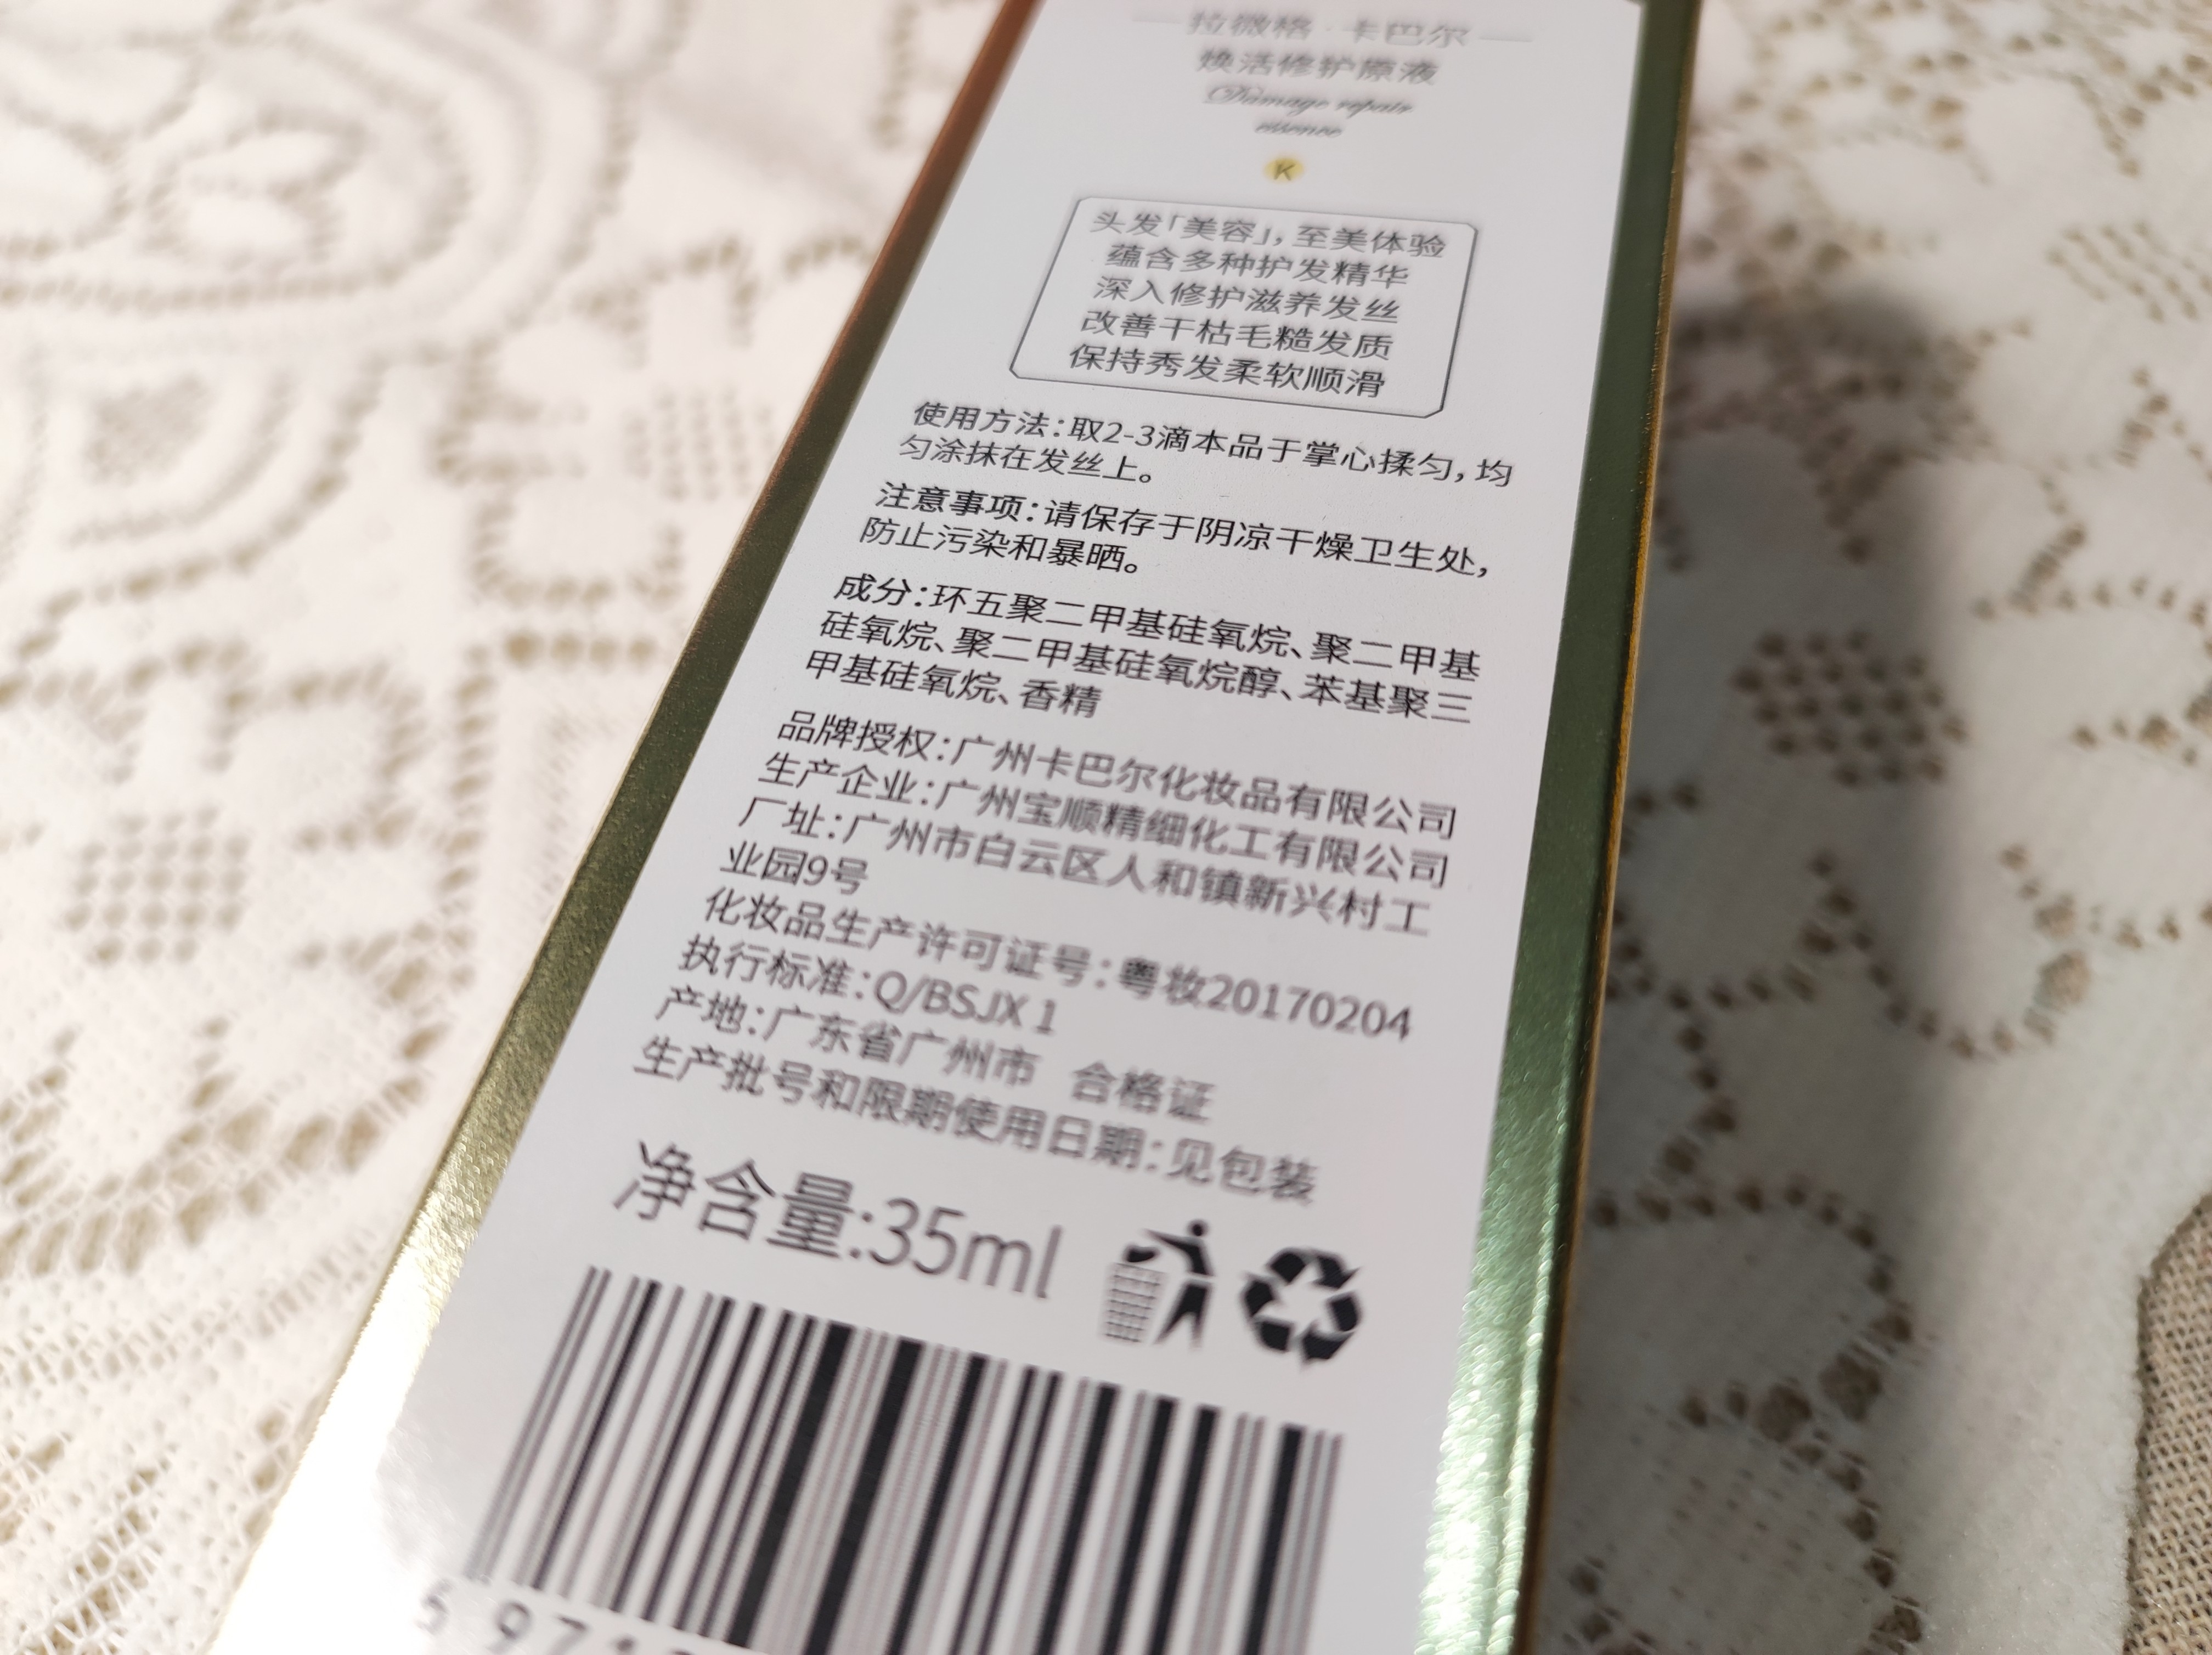 拉薇格·卡巴尔
焕活修护原液
Damage repair
essence
K
头发「美容」,至美体验
蕴含多种护发精华
深入修护滋养发丝
改善干枯毛糙发质
保持秀发柔软顺滑
使用方法:取2-3滴本品于掌心揉匀,均
匀涂抹在发丝上。
注意事项:请保存于阴凉干燥卫生处,
防止污染和暴晒。
成分:环五聚二甲基硅氧烷、聚二甲基
硅氧烷、聚二甲基硅氧烷醇、苯基聚三
甲基硅氧烷、香精
品牌授权:广州卡巴尔化妆品有限公司
生产企业:广州宝顺精细化工有限公司
厂址:广州市白云区人和镇新兴村工
业园9号
化妆品生产许可证号:粤妆20170204
执行标准:Q/BSJX 1
产地:广东省广州市 合格证
生产批号和限期使用日期:见包装
净含量:35ml